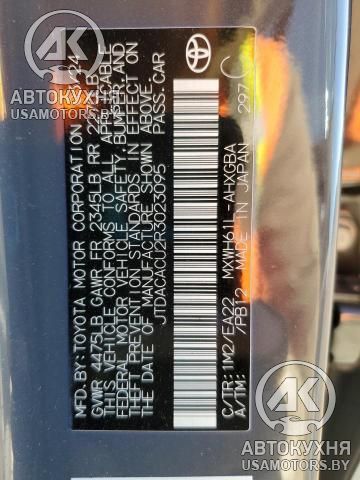 MFD.BY: TOYOTA MOTOR CORPORATION
GVWR 4475LB GAWR FR 2345LB RR
THIS VEHICLE CONFORMS TO ALL APPLICABLE
FEDERAL MOTOR VEHICLE SAFETY, BUMPER, AND
THEFT PREVENTION STANDARDS IN EFFECT ON
THE DATE OF MANUFACTURE SHOWN ABOVE.
JTDACACU2R3023095 PASS.CAR
C/TR: 1M2/EA22 MXWH61L-AHXGBA
/PB12 MADE IN JAPAN 297 C
TOYOTA
АВТОКУХНЯ
USAMOTORS.BY
АВТОКУХНЯ
USAMOTORS.BY